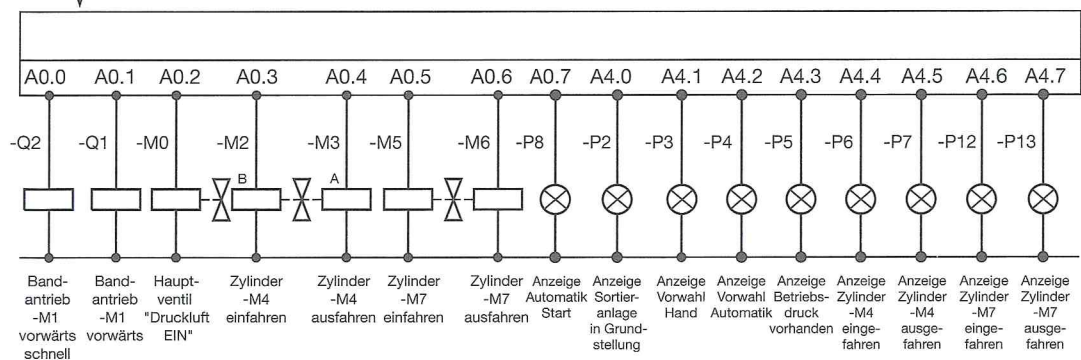 A0.0 A0.1 A0.2 A0.3 A0.4 A0.5 A0.6 A0.7 A4.0 A4.1 A4.2 A4.3 A4.4 A4.5 A4.6 A4.7
-Q2 -Q1 -M0 -M2 -M3 -M5 -M6 -P8 -P2 -P3 -P4 -P5 -P6 -P7 -P12 -P13
B A
Band-
antrieb
-M1
vorwärts
schnell
Band-
antrieb
-M1
vorwärts
Haupt-
ventil
"Druckluft
EIN"
Zylinder
-M4
einfahren
Zylinder
-M4
ausfahren
Zylinder
-M7
einfahren
Zylinder
-M7
ausfahren
Anzeige
Automatik
Start
Anzeige
Sortier-
anlage
in Grund-
stellung
Anzeige
Vorwahl
Hand
Anzeige
Vorwahl
Automatik
Anzeige
Betriebs-
druck
vorhanden
Anzeige
Zylinder
-M4
einge-
fahren
Anzeige
Zylinder
-M4
ausge-
fahren
Anzeige
Zylinder
-M7
einge-
fahren
Anzeige
Zylinder
-M7
ausge-
fahren